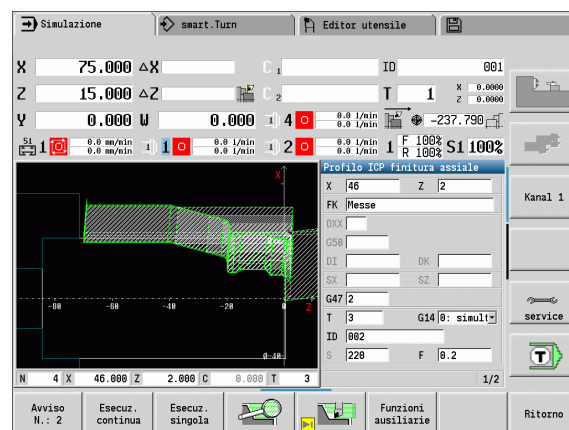 Simulazione smart.Turn Editor utensile
X 75.000 △X C 1 ID 001
Z 15.000 △Z C 2 T 1 X 0.0000 Z 0.0000
Y 0.000 U 0.000 4 0.0 1/min 0.0 1/min -237.790
S1 1 0.0 mm/min 0.0 mm/min 1 0.0 1/min 0.0 1/min 2 0.0 1/min 0.0 1/min 1 F 100% R 100% S1 100%
Profilo ICP finitura assiale
X 46 Z 2
FK Messe
DXX
G58
DI DK
SX SZ
G47 2
T 3 G14 0: simult
ID 002
S 220 F 0.2
1/2
X
-80 -60 -40 -20 0 Z
0-40
N 4 X 46.000 Z 2.000 C 0.000 T 3
Kanal 1
service
T
Avviso N.: 2
Esecuz. continua
Esecuz. singola
Funzioni ausiliarie
Ritorno